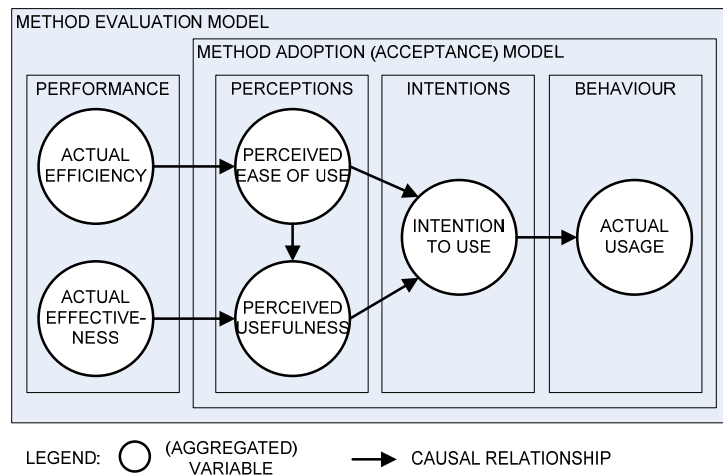 METHOD EVALUATION MODEL
METHOD ADOPTION (ACCEPTANCE) MODEL
PERFORMANCE
PERCEPTIONS
INTENTIONS
BEHAVIOUR
ACTUAL
EFFICIENCY
PERCEIVED
EASE OF USE
INTENTION
TO USE
ACTUAL
USAGE
ACTUAL
EFFECTIVE-
NESS
PERCEIVED
USEFULNESS
LEGEND:
(AGGREGATED)
VARIABLE
CAUSAL RELATIONSHIP